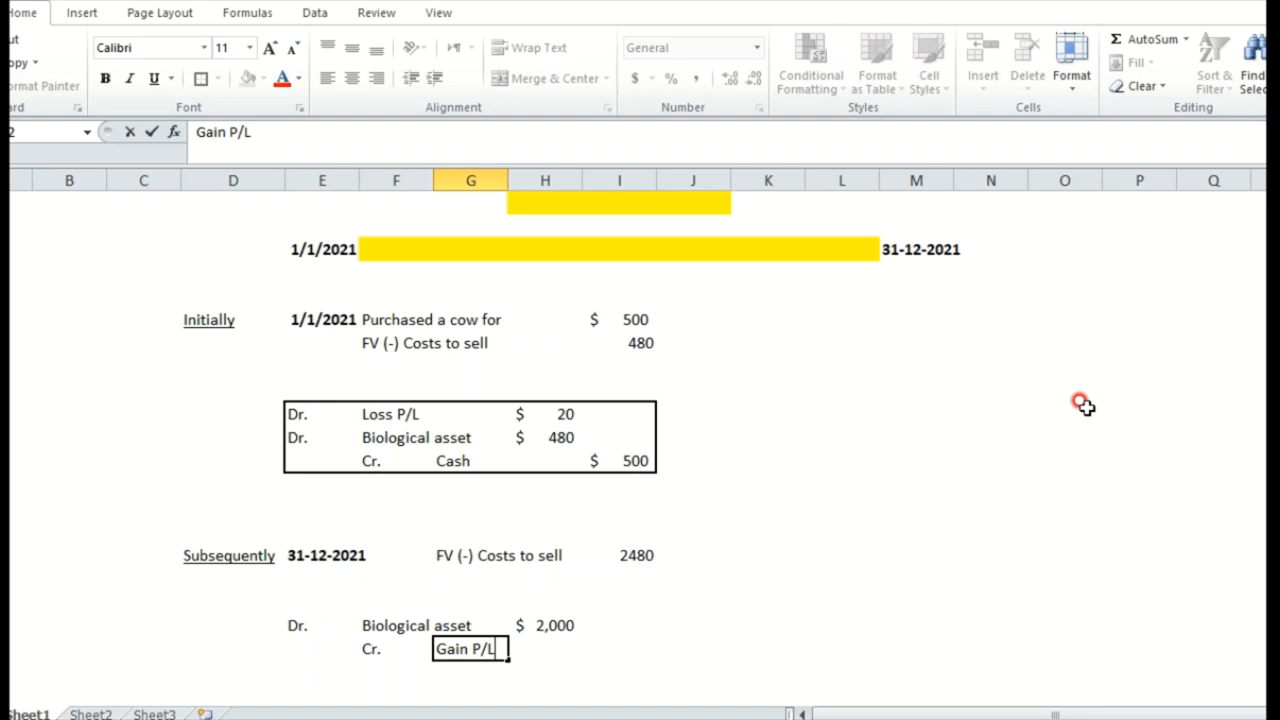 Home Insert Page Layout Formulas Data Review View
Calibri 11 A A Wrap Text General AutoSum
Format Painter B I U A Merge & Center $ % , Conditional Formatting Format as Table Cell Styles Insert Delete Format Fill Clear Sort & Filter
Font Alignment Number Styles Cells Editing
2 fx Gain P/L
B C D E F G H I J K L M N O P Q
1/1/2021 31-12-2021
Initially 1/1/2021 Purchased a cow for $ 500
FV (-) Costs to sell 480
Dr. Loss P/L $ 20
Dr. Biological asset $ 480
Cr. Cash $ 500
Subsequently 31-12-2021 FV (-) Costs to sell 2480
Dr. Biological asset $ 2,000
Cr. Gain P/L
Sheet1 Sheet2 Sheet3